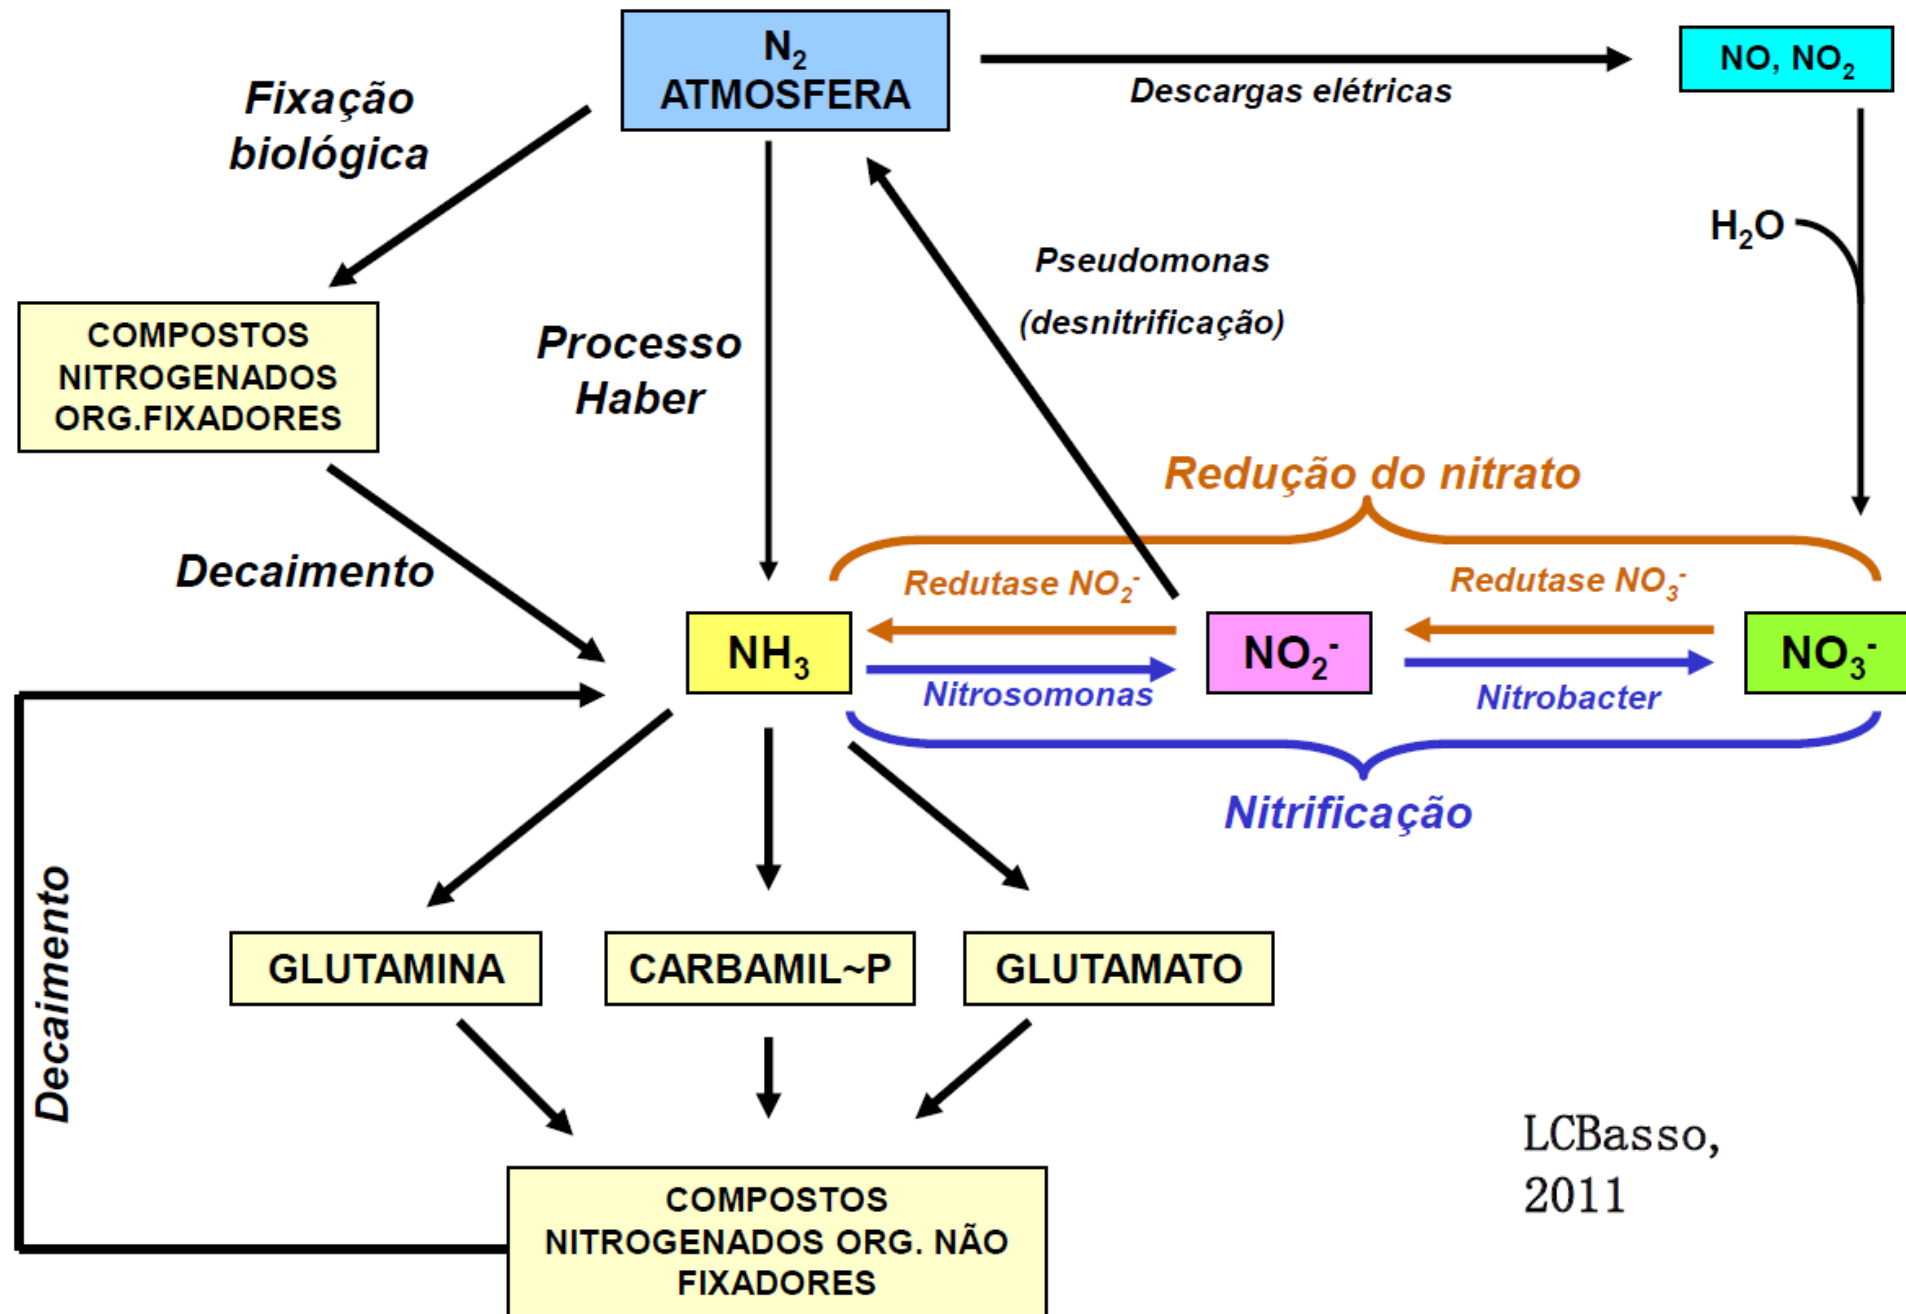 N₂
ATMOSFERA
NO, NO₂
Descargas elétricas
Fixação
biológica
H₂O
Pseudomonas
(desnitrificação)
COMPOSTOS
NITROGENADOS
ORG.FIXADORES
Processo
Haber
Redução do nitrato
Decaimento
Redutase NO₂⁻
Redutase NO₃⁻
NH₃
NO₂⁻
NO₃⁻
Nitrosomonas
Nitrobacter
Nitrificação
Decaimento
GLUTAMINA
CARBAMIL~P
GLUTAMATO
LCBasso,
2011
COMPOSTOS
NITROGENADOS ORG. NÃO
FIXADORES